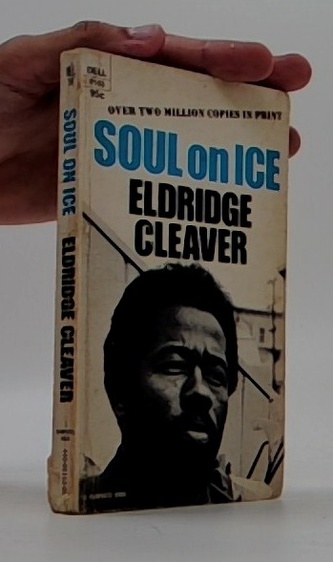 DELL
95c
OVER TWO MILLION COPIES IN PRINT
SOUL on ICE
ELDRIDGE
CLEAVER
SOUL ON ICE ELDRIDGE CLEAVER